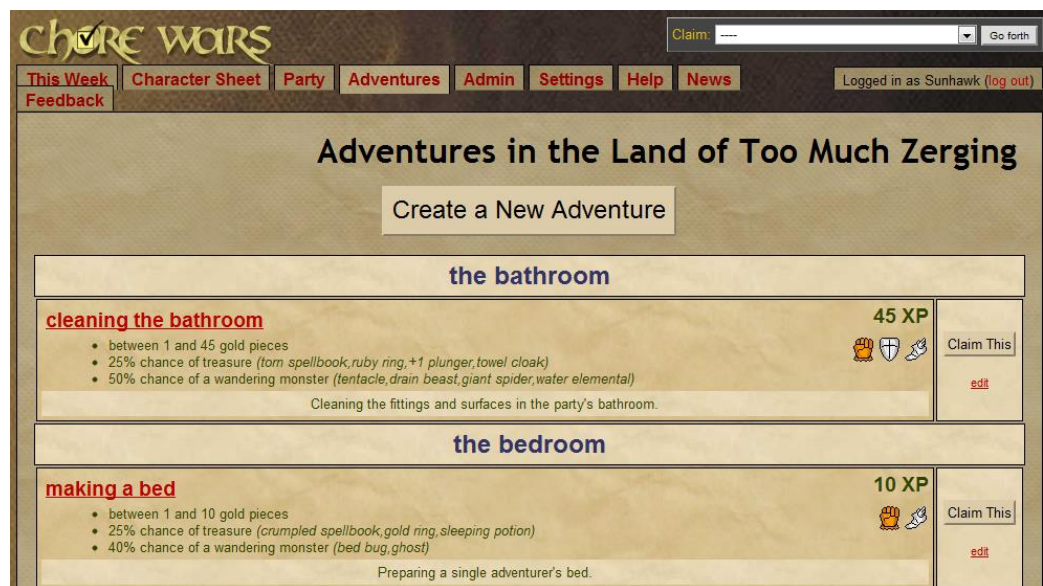 Chore Wars
Claim: ----
Go forth
This Week
Character Sheet
Party
Adventures
Admin
Settings
Help
News
Logged in as Sunhawk (log out)
Feedback
Adventures in the Land of Too Much Zerging
Create a New Adventure
the bathroom
cleaning the bathroom
45 XP
between 1 and 45 gold pieces
25% chance of treasure (torn spellbook,ruby ring,+1 plunger,towel cloak)
50% chance of a wandering monster (tentacle,drain beast,giant spider,water elemental)
Claim This
edit
Cleaning the fittings and surfaces in the party's bathroom.
the bedroom
making a bed
10 XP
between 1 and 10 gold pieces
25% chance of treasure (crumpled spellbook,gold ring,sleeping potion)
40% chance of a wandering monster (bed bug,ghost)
Claim This
edit
Preparing a single adventurer's bed.